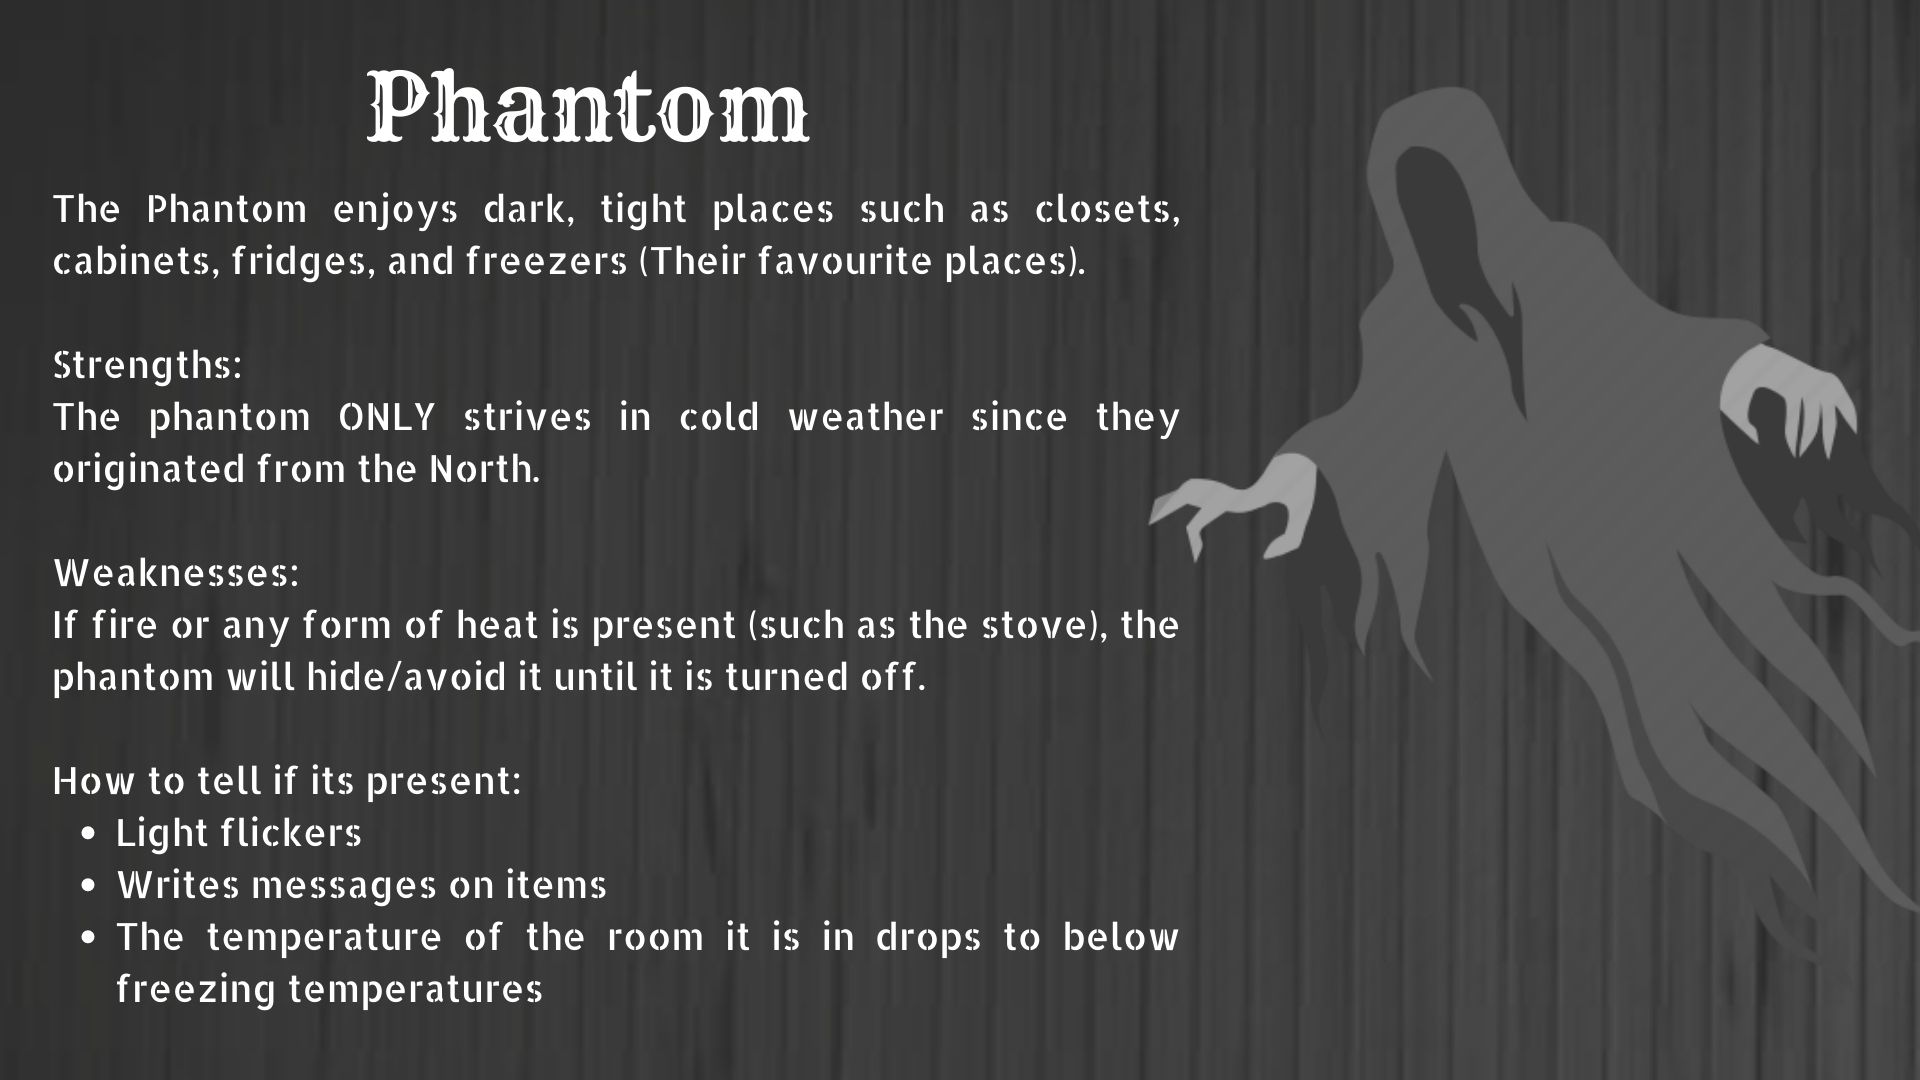 Phantom
The Phantom enjoys dark, tight places such as closets,
cabinets, fridges, and freezers (Their favourite places).
Strengths:
The phantom ONLY strives in cold weather since they
originated from the North.
Weaknesses:
If fire or any form of heat is present (such as the stove), the
phantom will hide/avoid it until it is turned off.
How to tell if its present:
• Light flickers
• Writes messages on items
• The temperature of the room it is in drops to below
freezing temperatures